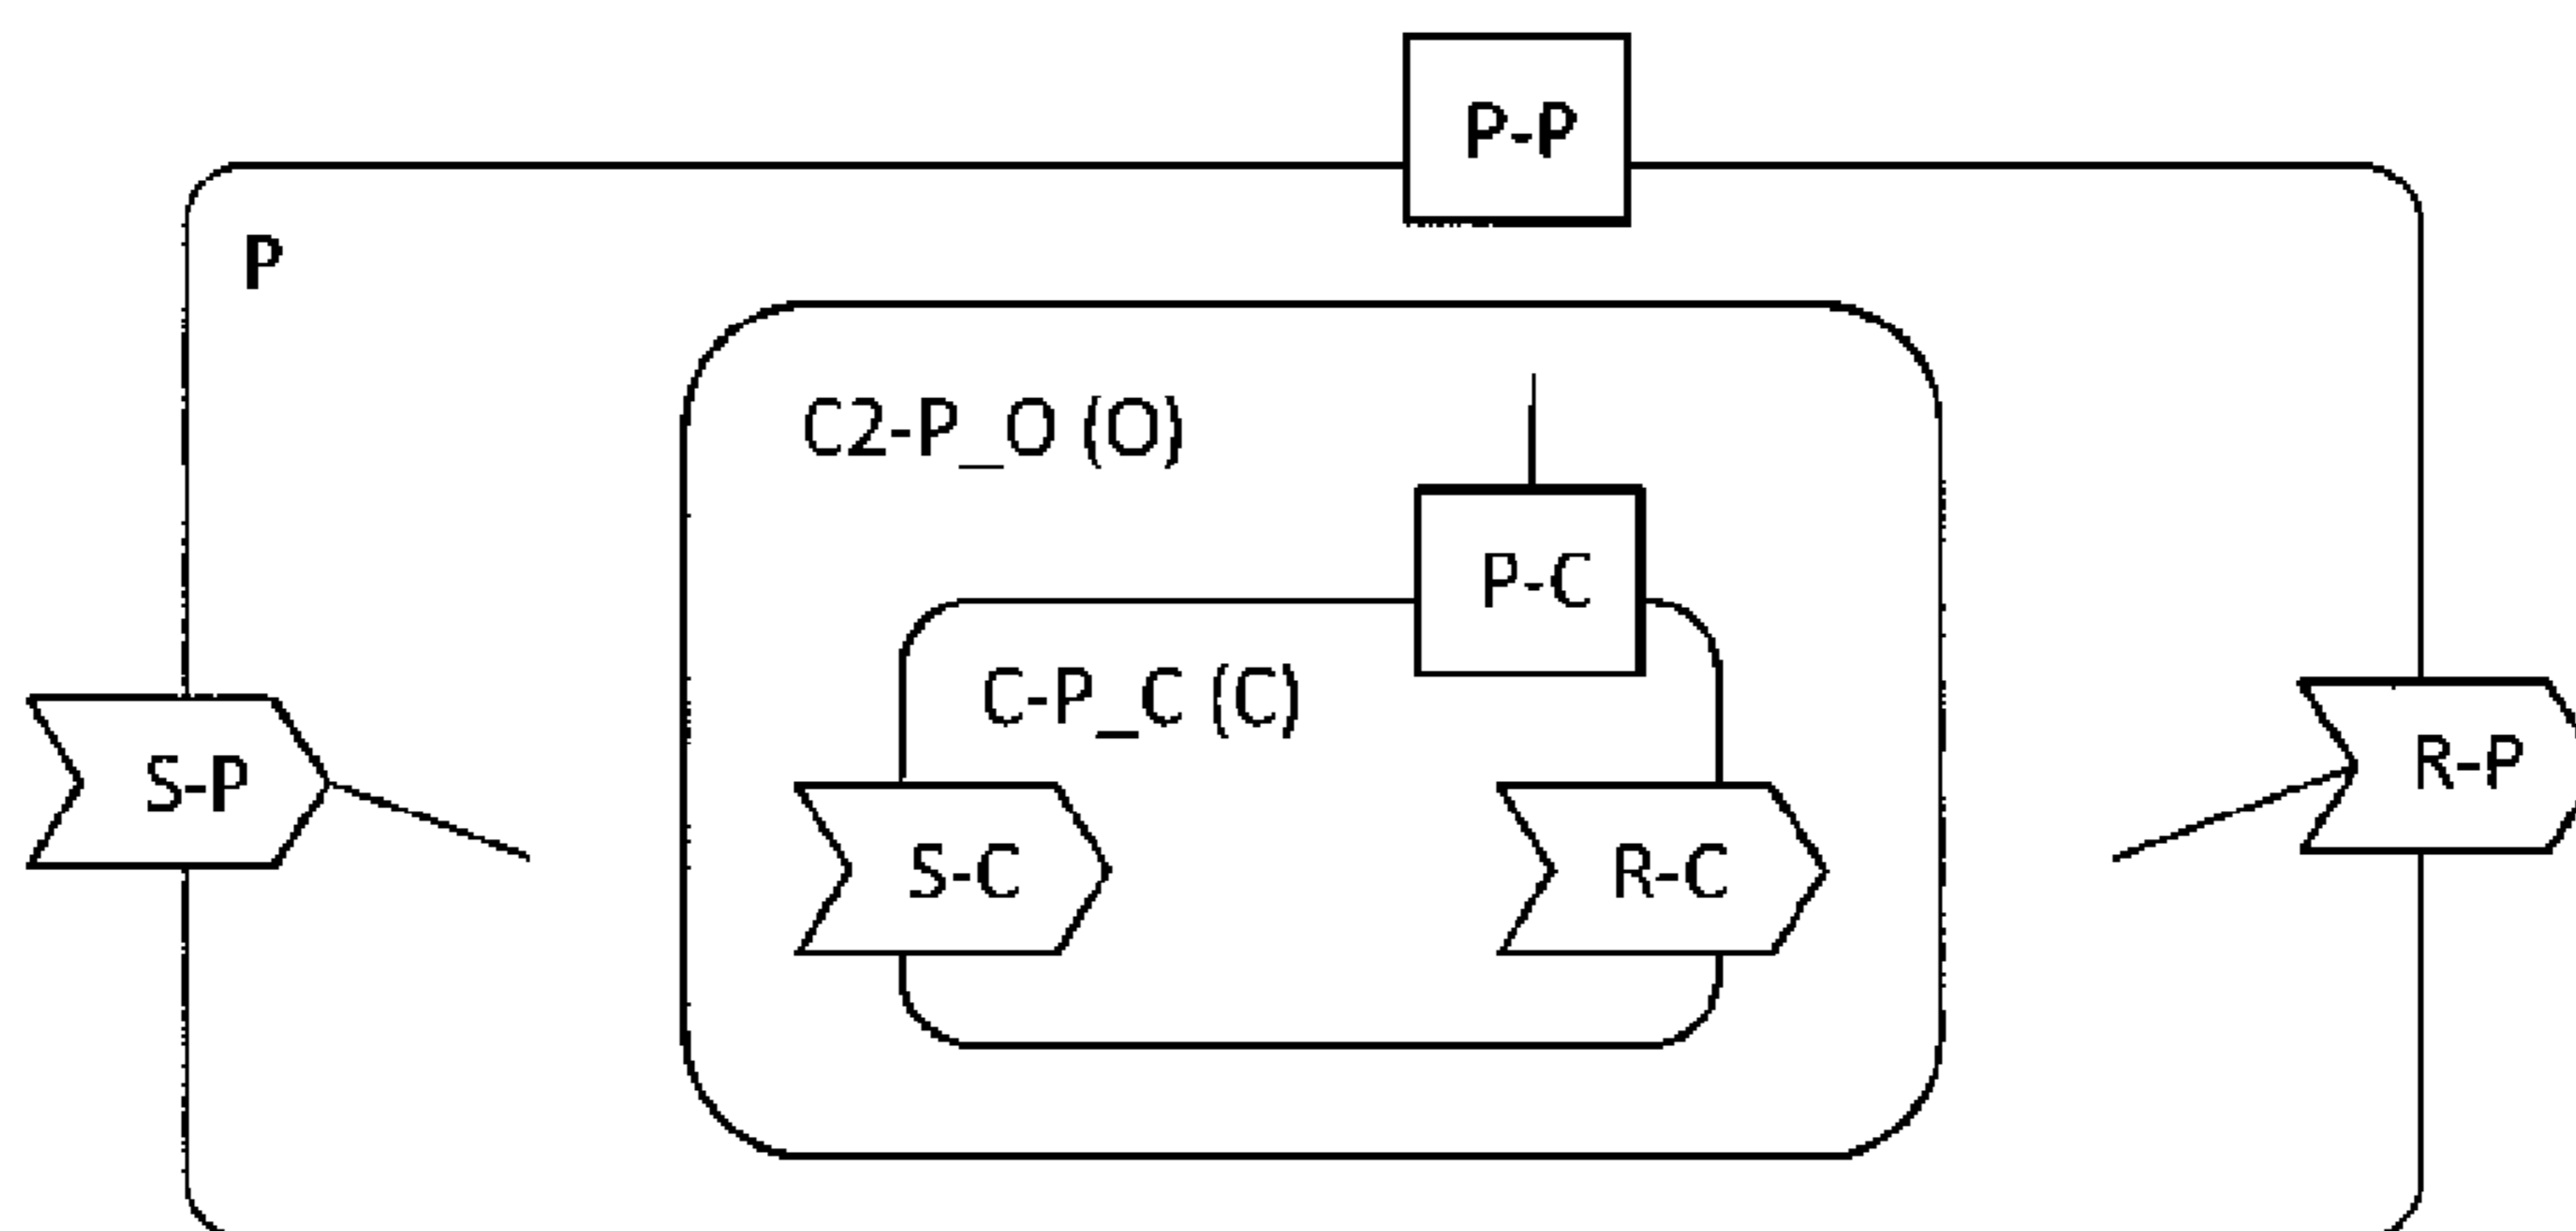 P-P
P
C2-P_O (O)
P-C
C-P_C (C)
S-P
R-P
S-C
R-C